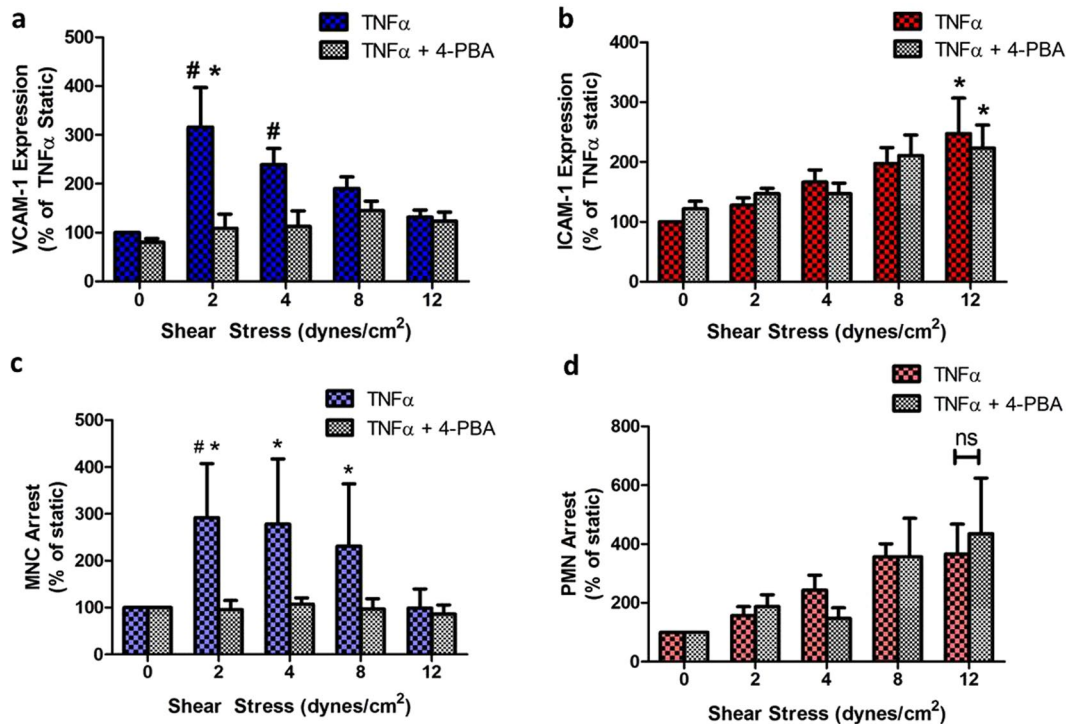 a
TNFα
TNFα + 4-PBA
VCAM-1 Expression
(% of TNFα Static)
500
400
300
200
100
0
# *
#
0 2 4 8 12
Shear Stress (dynes/cm²)
b
TNFα
TNFα + 4-PBA
ICAM-1 Expression
(% of TNFα static)
400
300
200
100
0
*
*
0 2 4 8 12
Shear Stress (dynes/cm²)
c
TNFα
TNFα + 4-PBA
MNC Arrest
(% of static)
500
400
300
200
100
0
# *
*
*
0 2 4 8 12
Shear Stress (dynes/cm²)
d
TNFα
TNFα + 4-PBA
PMN Arrest
(% of static)
800
600
400
200
0
ns
0 2 4 8 12
Shear Stress (dynes/cm²)